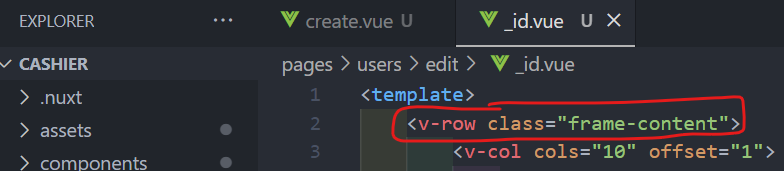 EXPLORER ··· create.vue U _id.vue U ×
CASHIER pages > users > edit > _id.vue
.nuxt 1 <template>
assets 2 <v-row class="frame-content">
components 3 <v-col cols="10" offset="1">